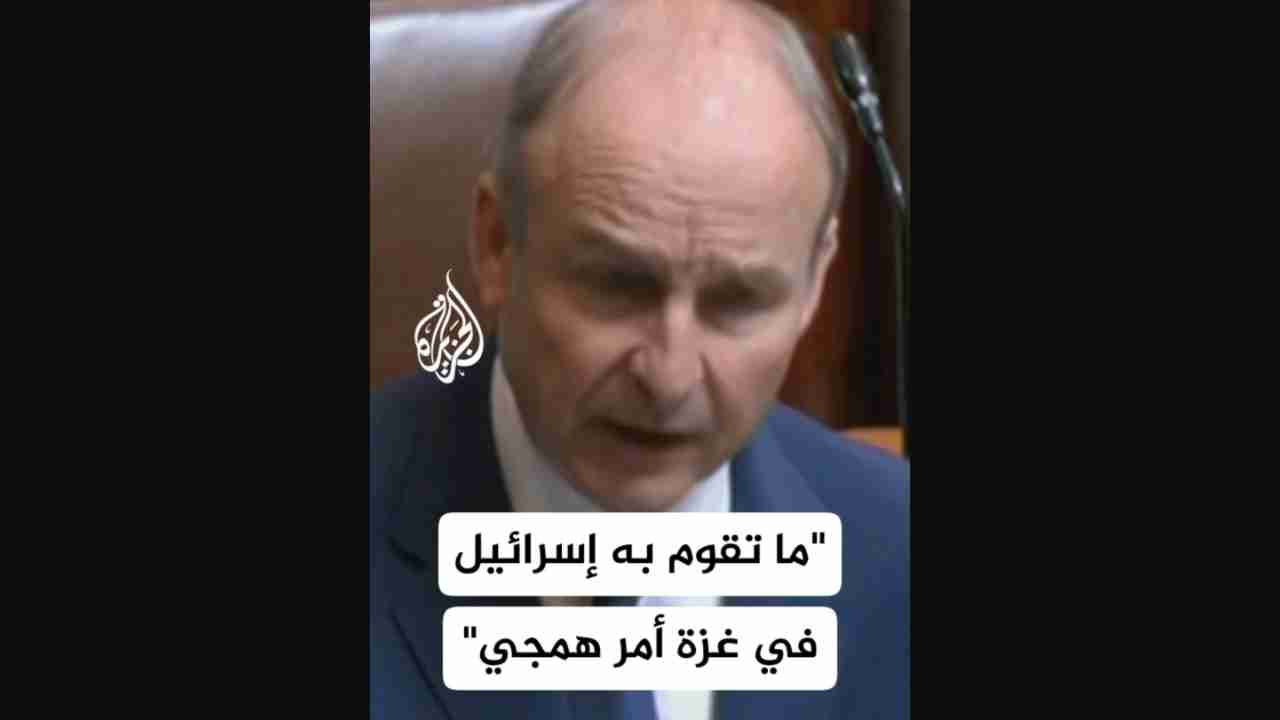 الجزيرة
"ما تقوم به إسرائيل
في غزة أمر همجي"